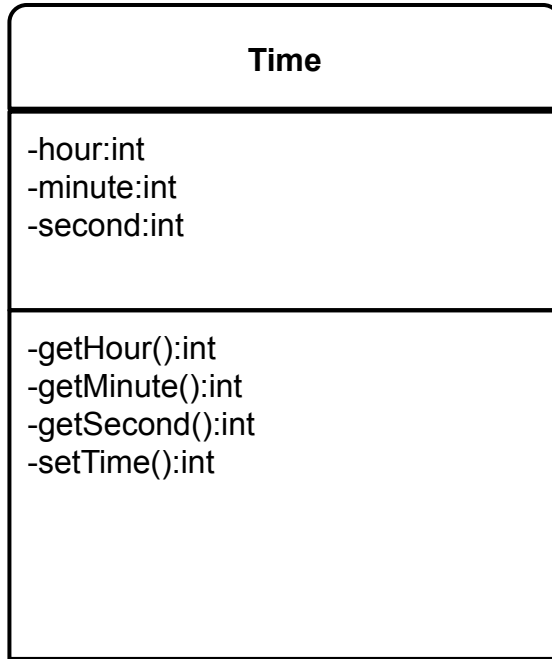 Time
-hour:int
-minute:int
-second:int
-getHour():int
-getMinute():int
-getSecond():int
-setTime():int